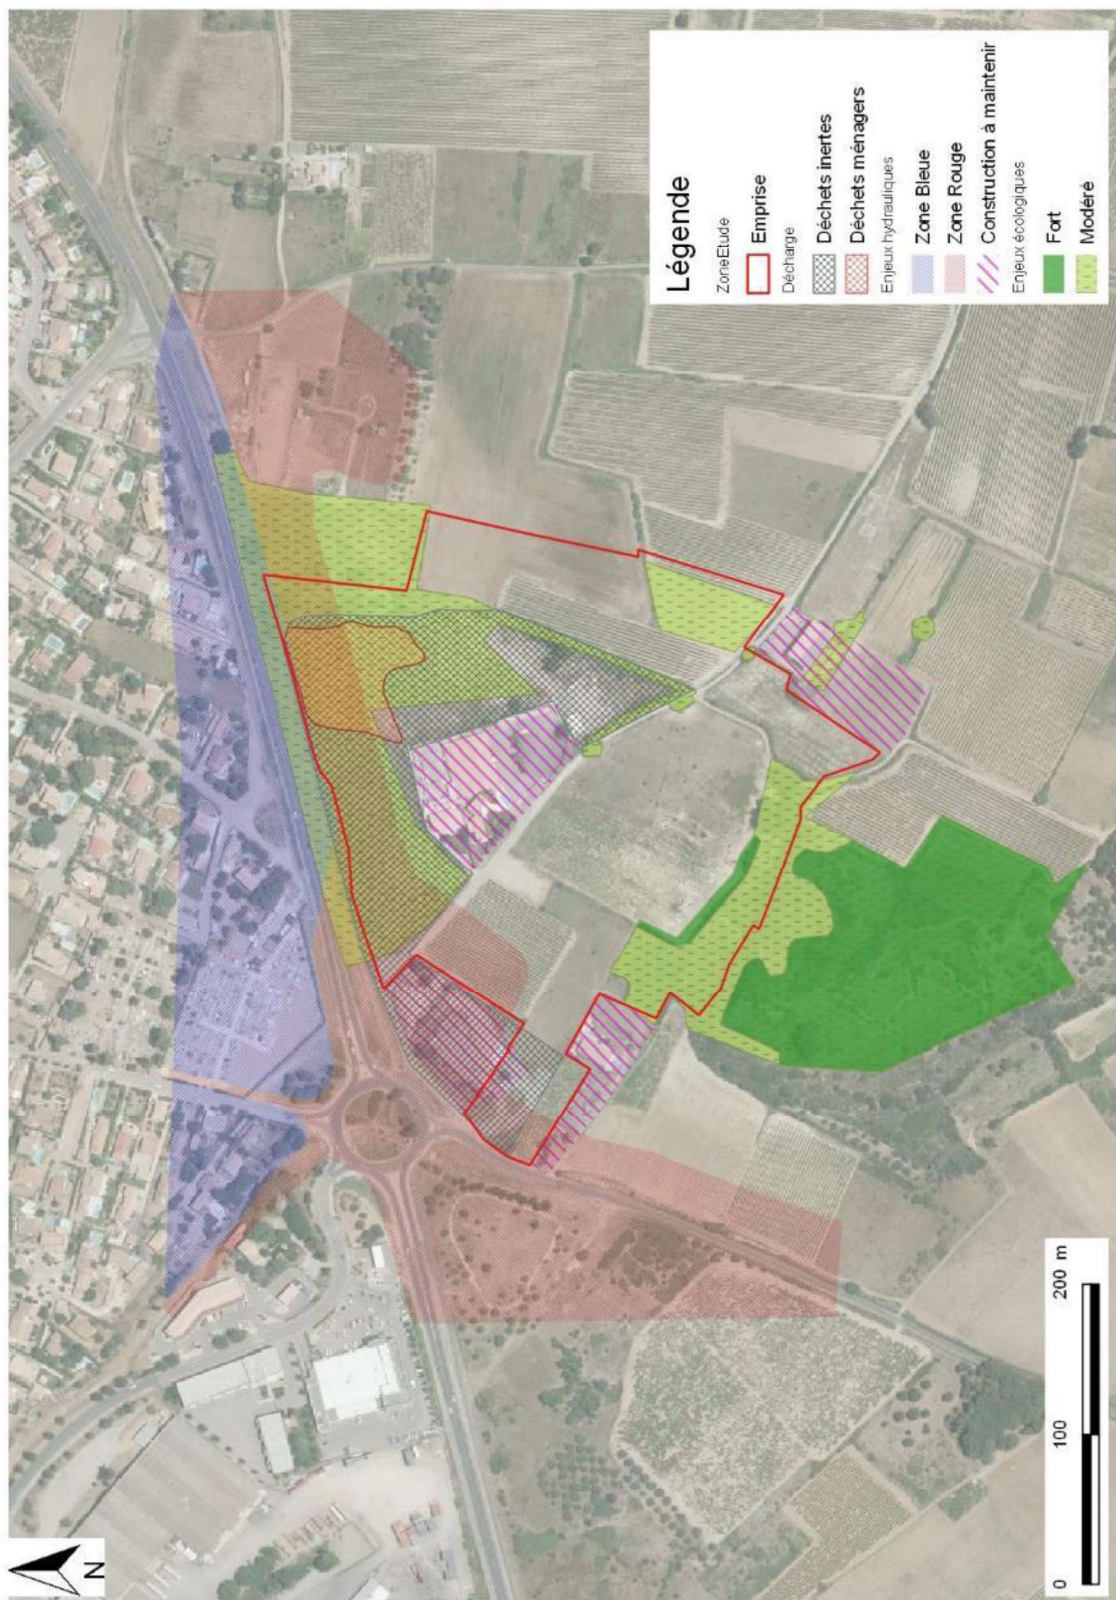 Légende
ZoneEtude
Emprise
Décharge
Déchets inertes
Déchets ménagers
Enjeux hydrauliques
Zone Bleue
Zone Rouge
Construction à maintenir
Enjeux écologiques
Fort
Modéré
N
0 100 200 m